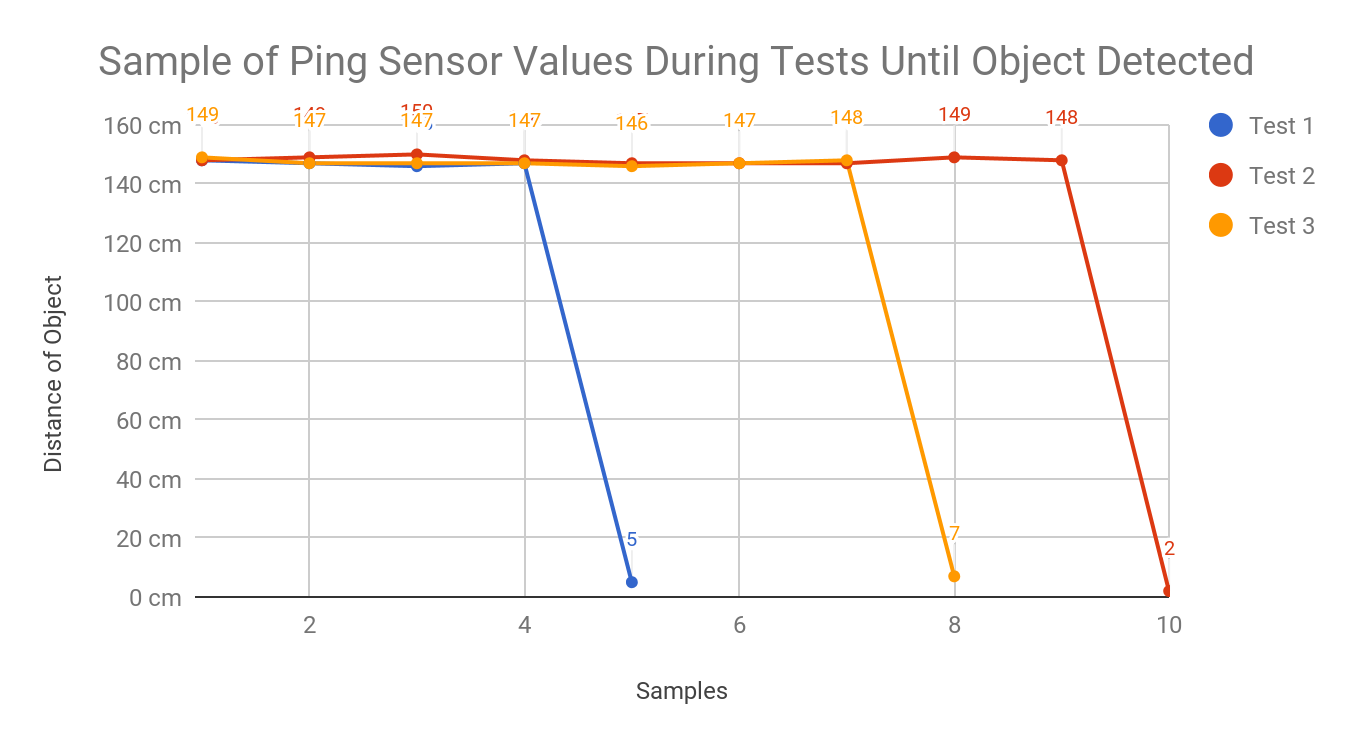 Sample of Ping Sensor Values During Tests Until Object Detected
149
147
147
147
146
147
148
149
148
160 cm
140 cm
120 cm
100 cm
80 cm
60 cm
40 cm
20 cm
0 cm
5
7
2
2
4
6
8
10
Distance of Object
Samples
Test 1
Test 2
Test 3